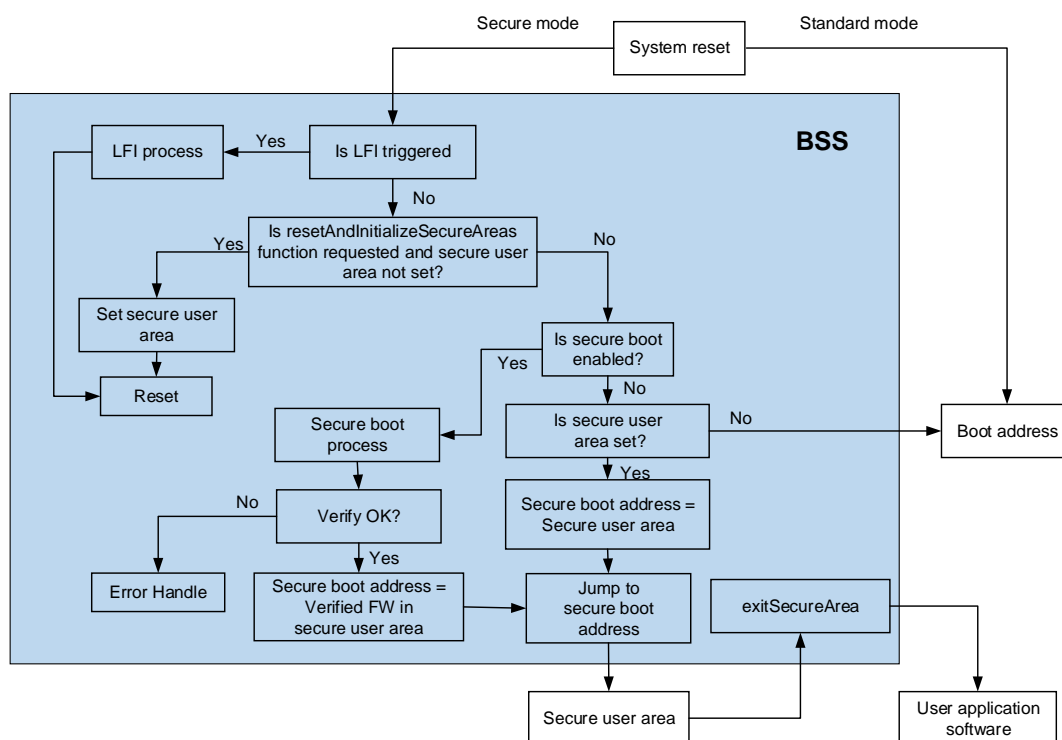 Secure mode
Standard mode
System reset
BSS
LFI process
Yes
Is LFI triggered
No
Is resetAndInitializeSecureAreas
function requested and secure user
area not set?
Yes
No
Set secure user
area
Is secure boot
enabled?
Yes
Reset
No
Secure boot
process
Is secure user
area set?
No
Boot address
Yes
No
Verify OK?
Secure boot address =
Secure user area
Yes
Error Handle
Secure boot address =
Verified FW in
secure user area
Jump to
secure boot
address
exitSecureArea
Secure user area
User application
software